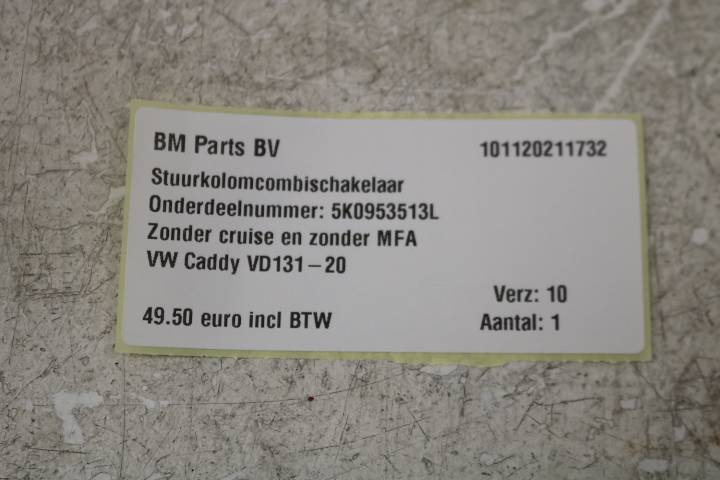 BM Parts BV 101120211732
Stuurkolomcombischakelaar
Onderdeelnummer: 5K0953513L
Zonder cruise en zonder MFA
VW Caddy VD131-20
Verz: 10
49.50 euro incl BTW Aantal: 1